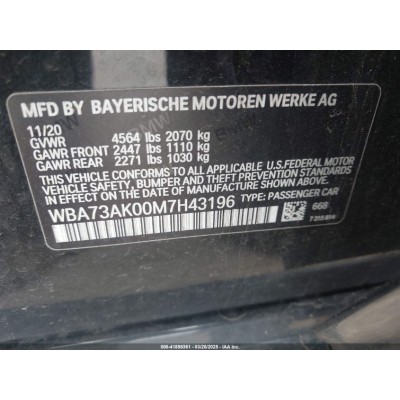 MFD BY BAYERISCHE MOTOREN WERKE AG
11/20
GVWR 4564 lbs 2070 kg
GAWR FRONT 2447 lbs 1110 kg
GAWR REAR 2271 lbs 1030 kg
THIS VEHICLE CONFORMS TO ALL APPLICABLE U.S. FEDERAL MOTOR
VEHICLE SAFETY, BUMPER, AND THEFT PREVENTION STANDARDS IN
EFFECT ON THE DATE OF MANUFACTURE SHOWN ABOVE.
WBA73AK00M7H43196 TYPE: PASSENGER CAR
668